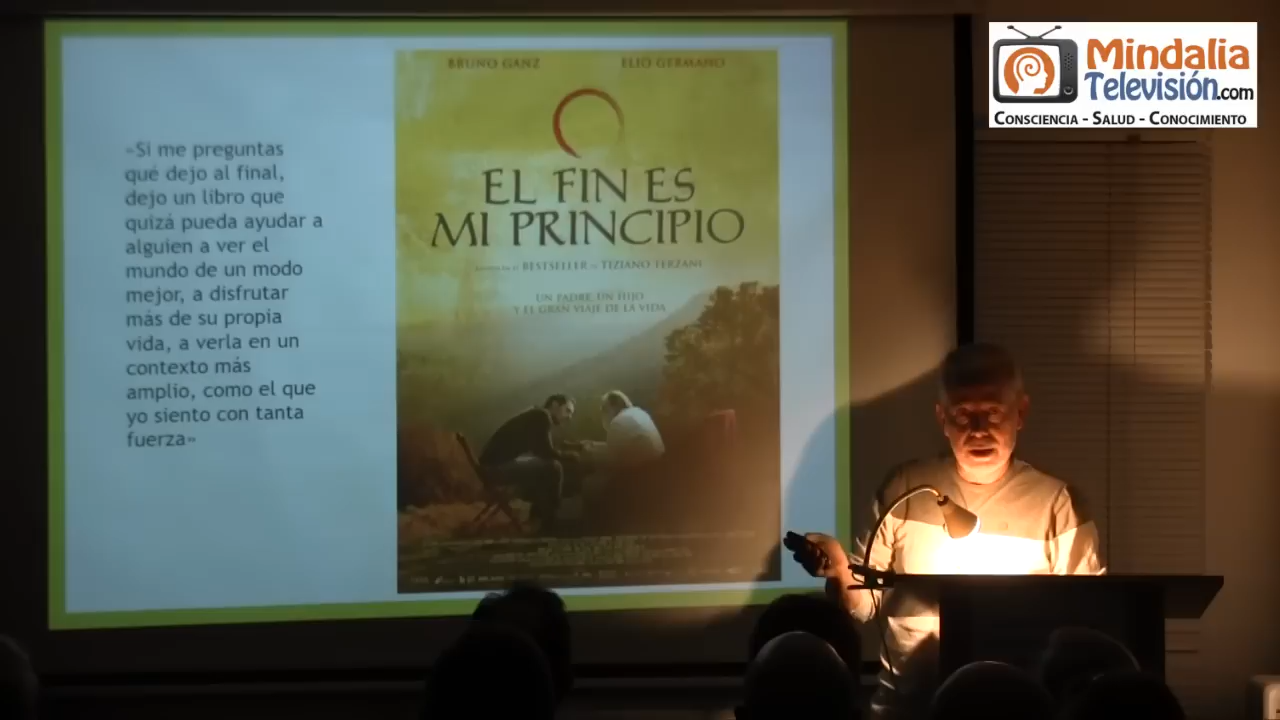 Mindalia
Televisión.com
CONSCIENCIA - SALUD - CONOCIMIENTO
«Si me preguntas
qué dejo al final,
dejo un libro que
quizá pueda ayudar a
alguien a ver el
mundo de un modo
mejor, a disfrutar
más de su propia
vida, a verla en un
contexto más
amplio, como el que
yo siento con tanta
fuerza»
BRUNO GANZ ELIO GERMANO
EL FIN ES
MI PRINCIPIO
BESTSELLER DE TIZIANO TERZANI
UN PADRE, UN HIJO
Y EL GRAN VIAJE DE LA VIDA